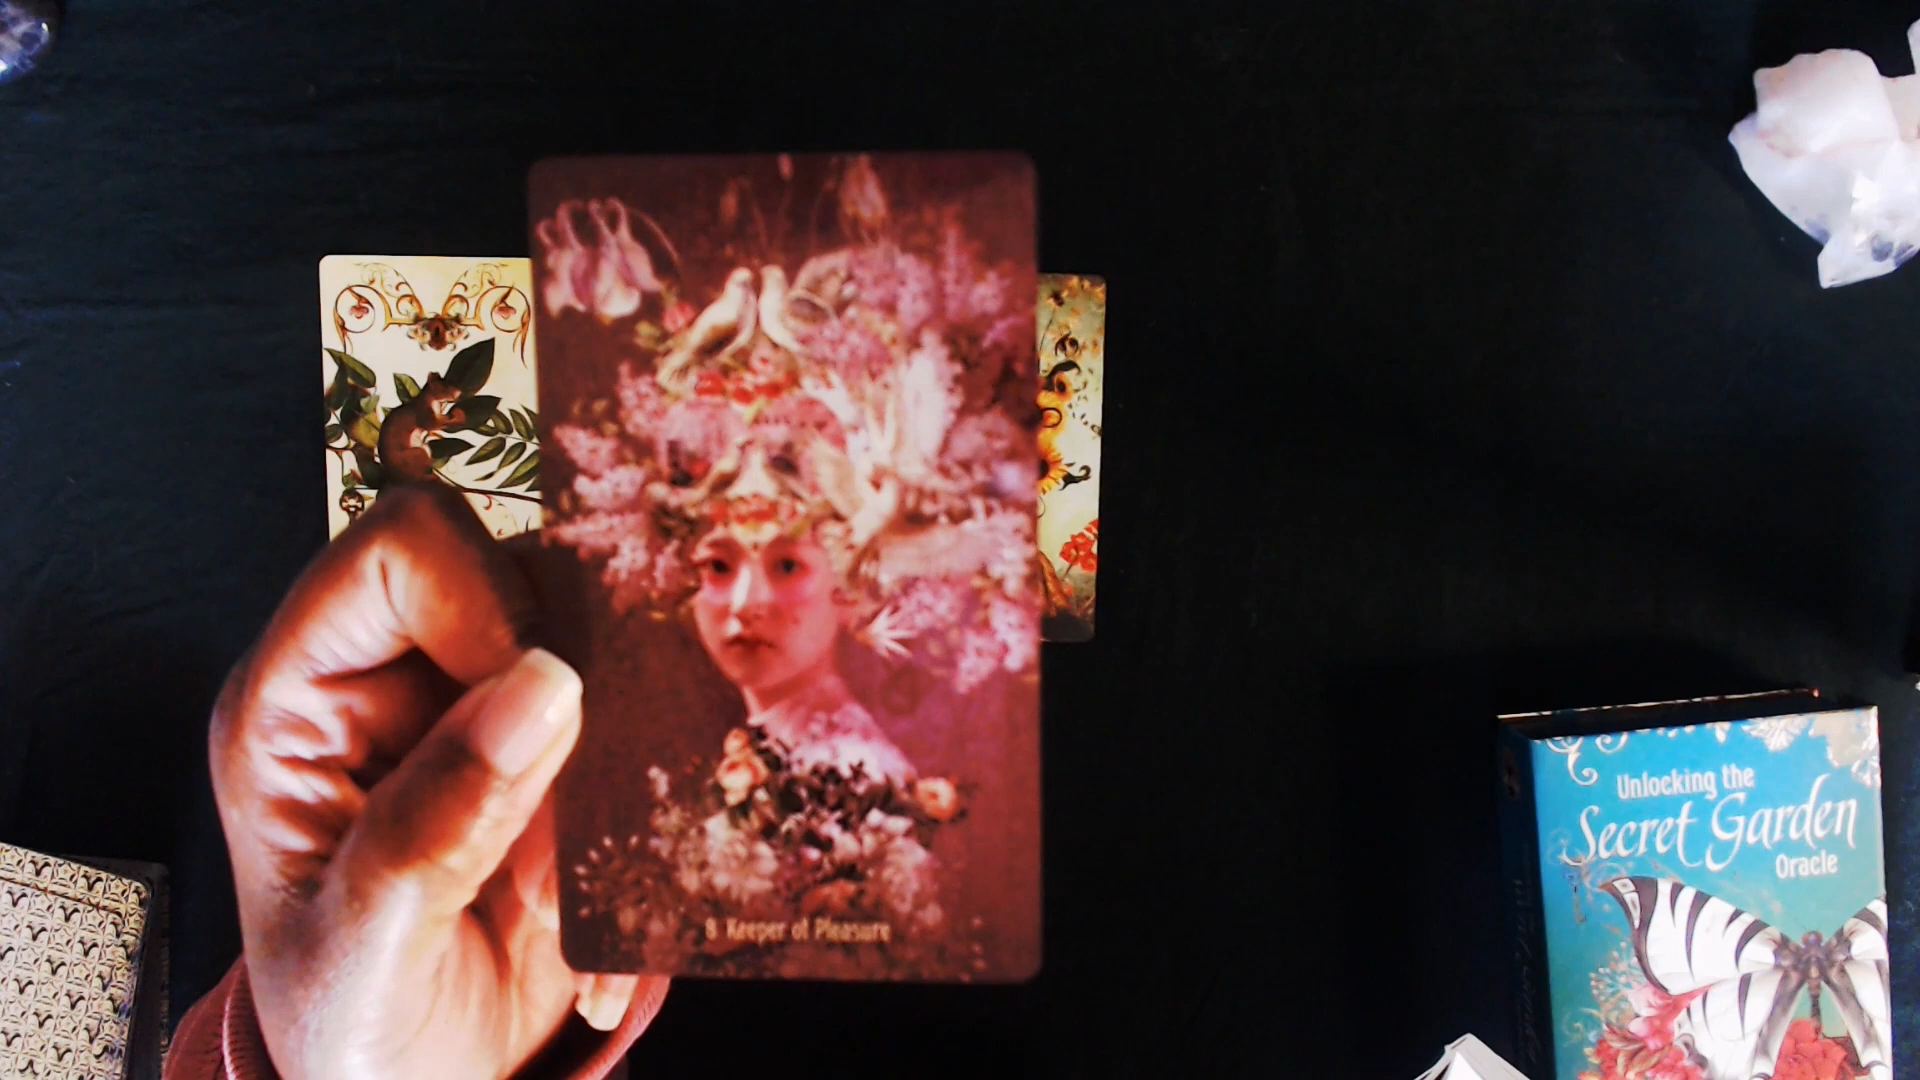 8 Keeper of Pleasure
Unlocking the
Secret Garden
Oracle